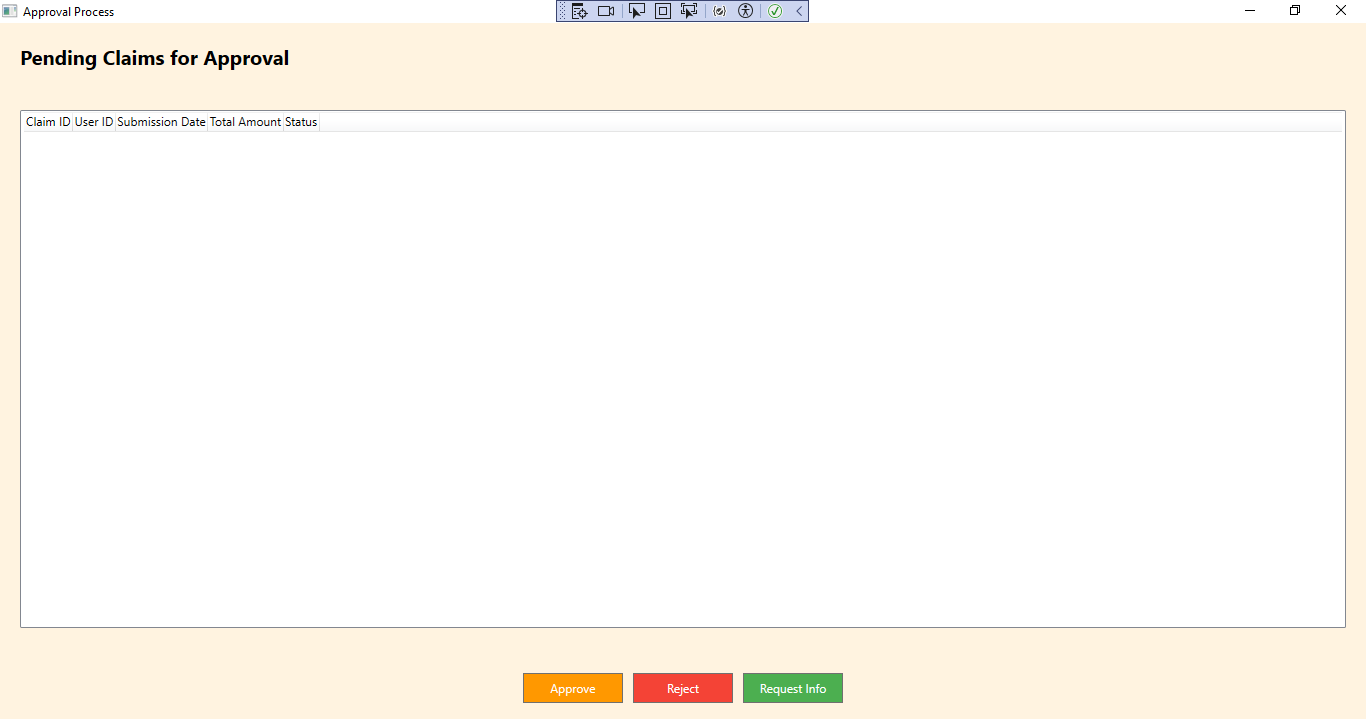 Approval Process
Pending Claims for Approval
Claim ID User ID Submission Date Total Amount Status
Approve Reject Request Info